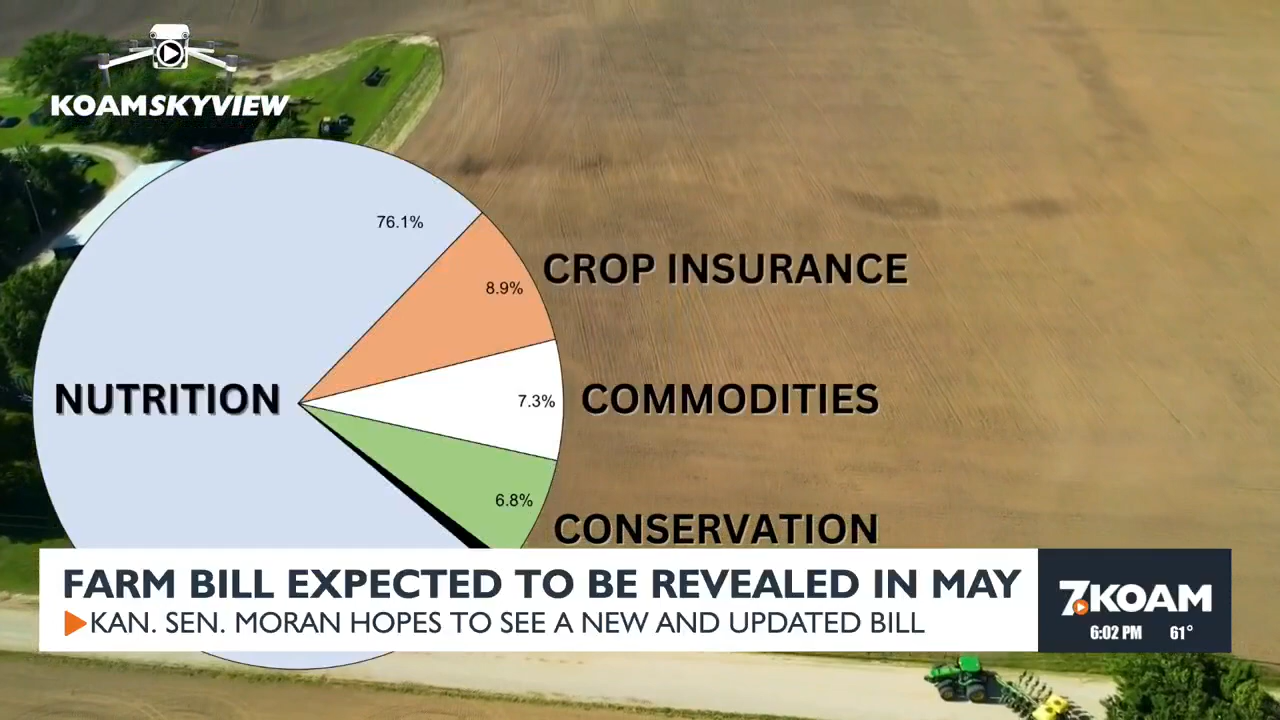 KOAMSKYVIEW
76.1%
CROP INSURANCE
8.9%
NUTRITION
7.3%
COMMODITIES
6.8%
CONSERVATION
FARM BILL EXPECTED TO BE REVEALED IN MAY
KAN. SEN. MORAN HOPES TO SEE A NEW AND UPDATED BILL
7KOAM
6:02 PM 61°